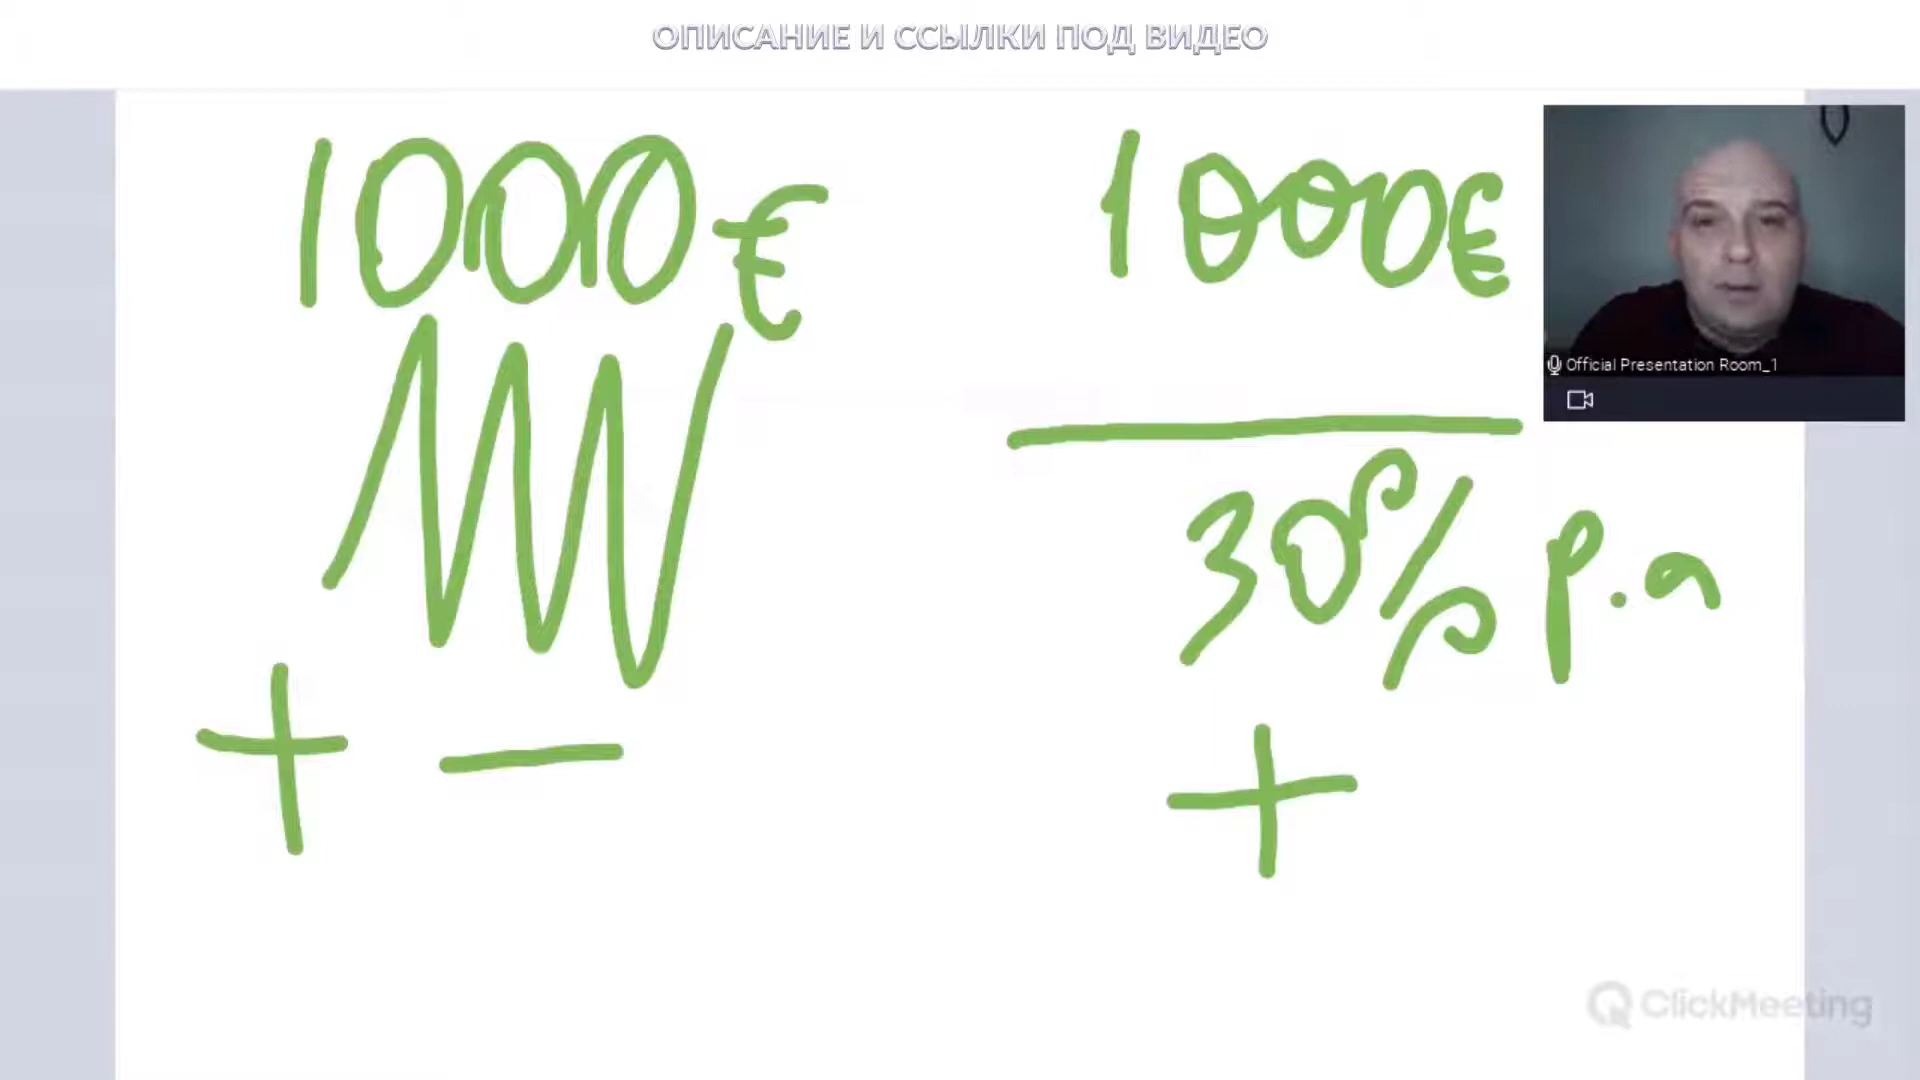 ОПИСАНИЕ И ССЫЛКИ ПОД ВИДЕО
1000€
1000€
Official Presentation Room_1
30% p.a
+ −
+
ClickMeeting